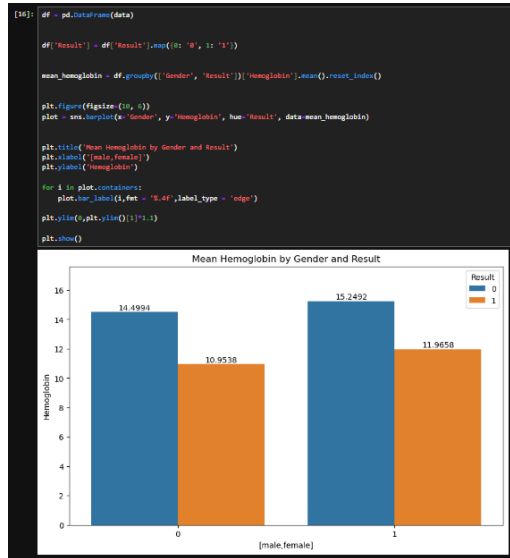 [16]: df = pd.DataFrame(data)
df['Result'] = df['Result'].map({0: '0', 1: '1'})
mean_hemoglobin = df.groupby(['Gender', 'Result'])['Hemoglobin'].mean().reset_index()
plt.figure(figsize=(10, 6))
plot = sns.barplot(x='Gender', y='Hemoglobin', hue='Result', data=mean_hemoglobin)
plt.title('Mean Hemoglobin by Gender and Result')
plt.xlabel('[male,female]')
plt.ylabel('Hemoglobin')
for i in plot.containers:
    plot.bar_label(i,fmt = '%.4f',label_type = 'edge')
plt.ylim(0,plt.ylim()[1]*1.1)
plt.show()
Mean Hemoglobin by Gender and Result
Result
0
1
16
14
12
10
8
6
4
2
0
Hemoglobin
14.4994
10.9538
15.2492
11.9658
0
1
[male,female]